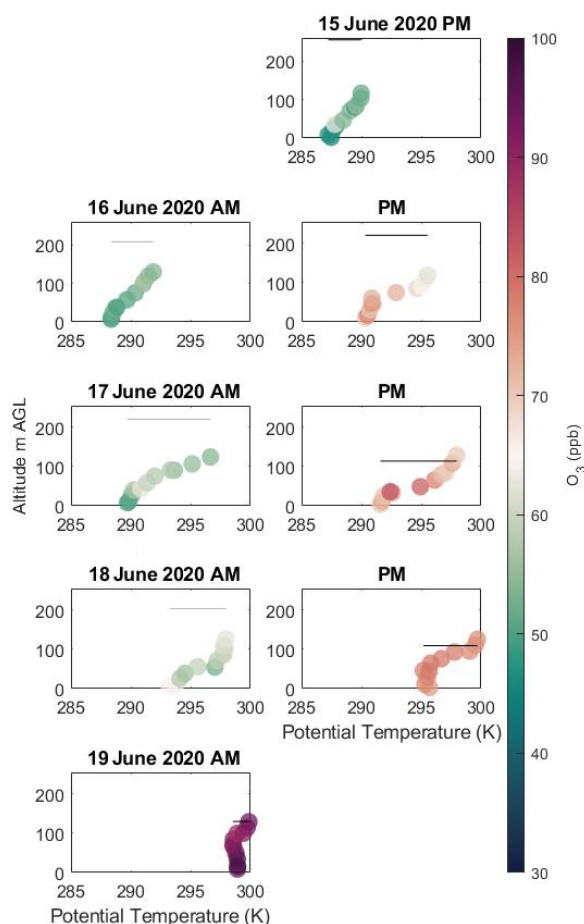 15 June 2020 PM
200
100
0
285 290 295 300
16 June 2020 AM
PM
200
100
0
285 290 295 300
200
100
0
285 290 295 300
17 June 2020 AM
PM
200
100
0
285 290 295 300
200
100
0
285 290 295 300
18 June 2020 AM
PM
200
100
0
285 290 295 300
200
100
0
285 290 295 300
Potential Temperature (K)
19 June 2020 AM
200
100
0
285 290 295 300
Potential Temperature (K)
Altitude m AGL
100
90
80
70
60
50
40
30
O3 (ppb)